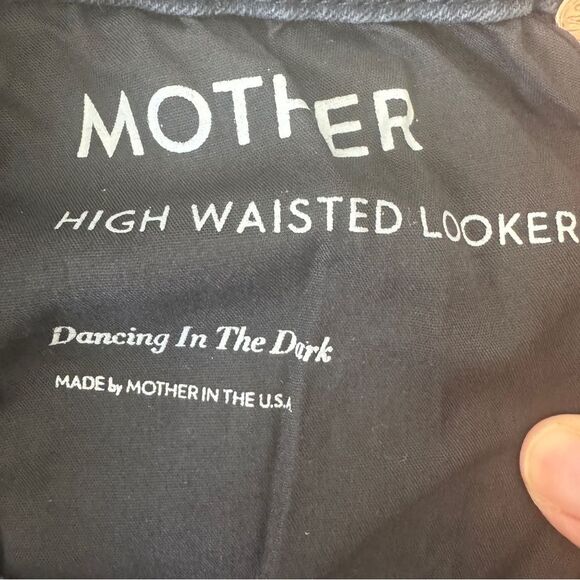 MOTHER
HIGH WAISTED LOOKER
Dancing In The Dark
MADE by MOTHER IN THE U.S.A